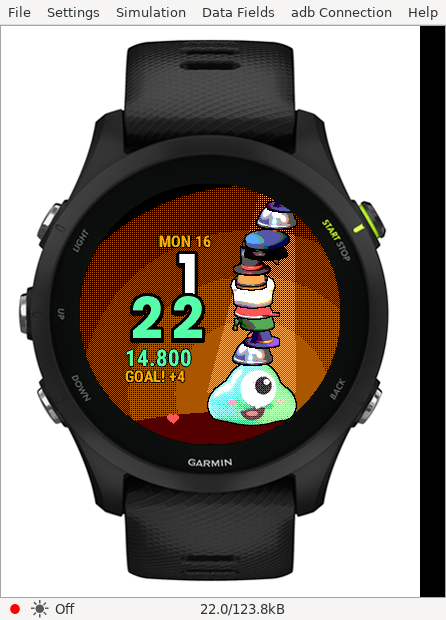 File Settings Simulation Data Fields adb Connection Help
LIGHT
START STOP
UP
DOWN
BACK
MON 16
1
22
14.800
GOAL! +4
GARMIN
Off 22.0/123.8kB